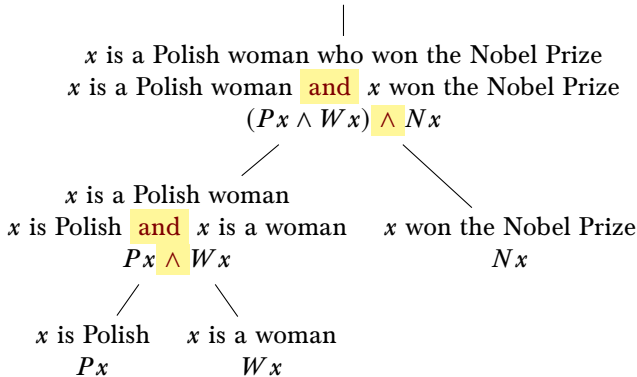 x is a Polish woman who won the Nobel Prize
x is a Polish woman and x won the Nobel Prize
(Px ∧ Wx) ∧ Nx
x is a Polish woman
x is Polish and x is a woman
Px ∧ Wx
x won the Nobel Prize
Nx
x is Polish
Px
x is a woman
Wx